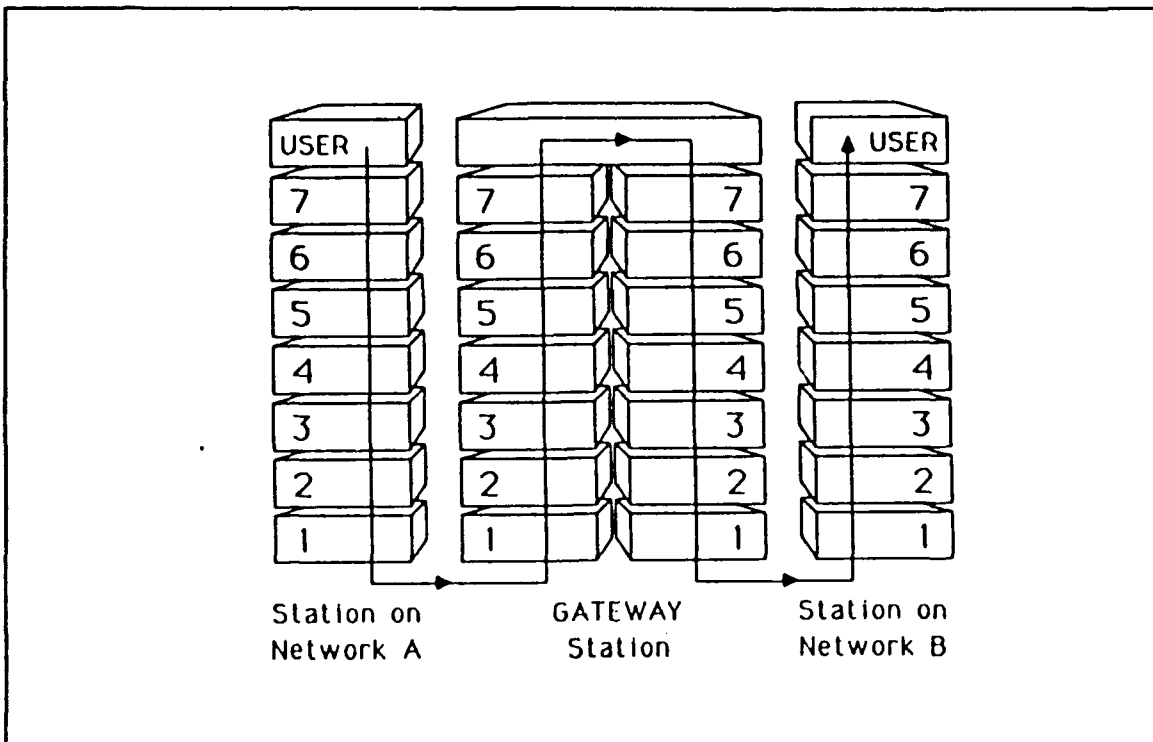 USER USER
7 7 7 7
6 6 6 6
5 5 5 5
4 4 4 4
3 3 3 3
2 2 2 2
1 1 1 1
Station on GATEWAY Station on
Network A Station Network B